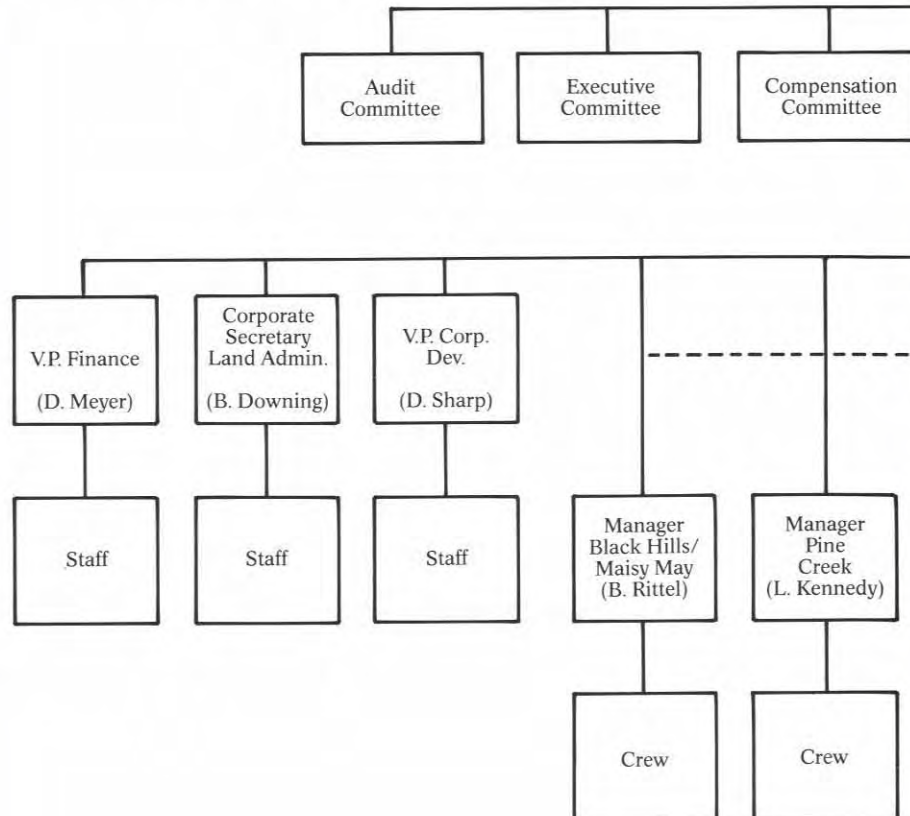 Audit
Committee
Executive
Committee
Compensation
Committee
V.P. Finance
(D. Meyer)
Corporate
Secretary
Land Admin.
(B. Downing)
V.P. Corp.
Dev.
(D. Sharp)
Staff
Staff
Staff
Manager
Black Hills/
Maisy May
(B. Rittel)
Manager
Pine
Creek
(L. Kennedy)
Crew
Crew